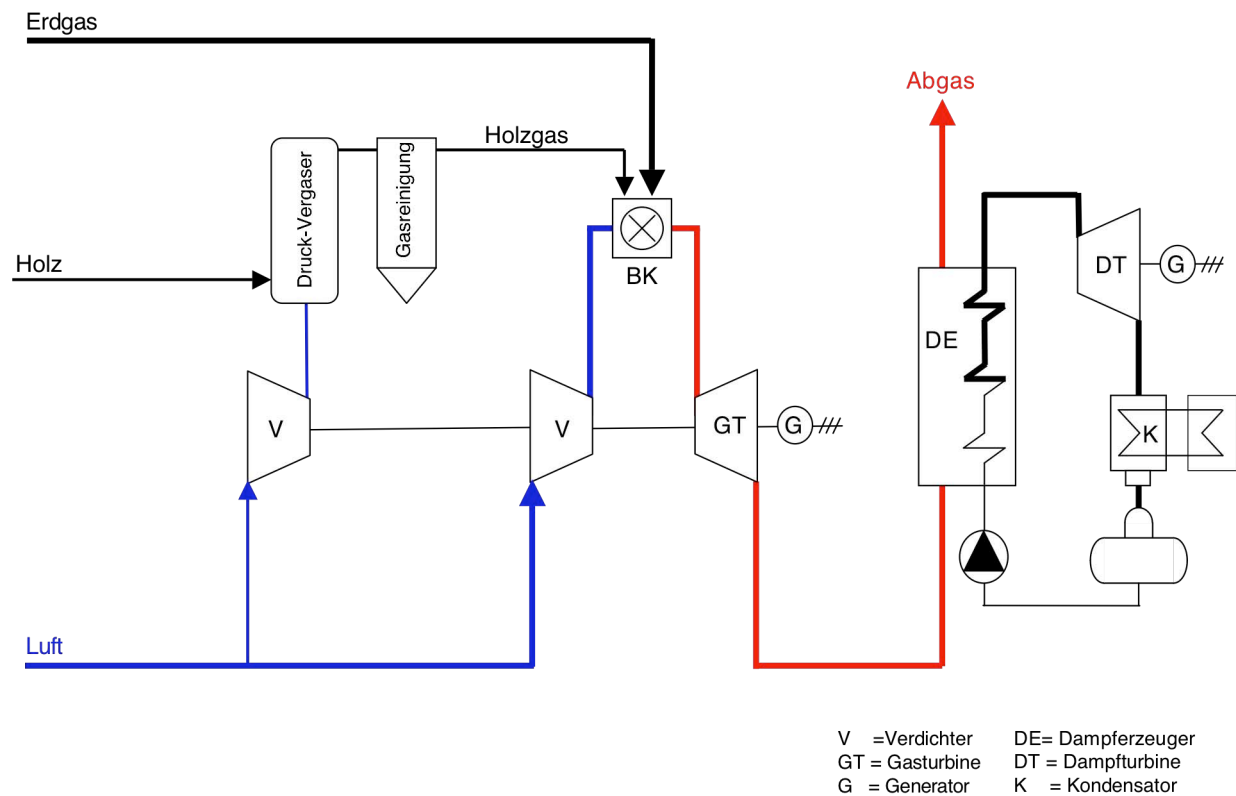 Erdgas
Abgas
Holzgas
Druck-Vergaser
Gasreinigung
Holz
BK
DT
G
DE
V
V
GT
G
K
Luft
V =Verdichter
DE= Dampferzeuger
GT = Gasturbine
DT = Dampfturbine
G = Generator
K = Kondensator